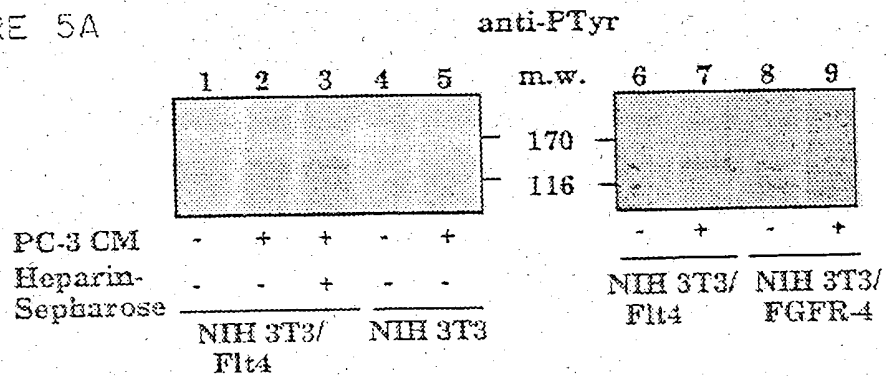 RE 5A
anti-PTyr
1 2 3 4 5 m.w. 6 7 8 9
170
116
PC-3 CM - + + - + - + - +
Heparin- - - + - -
Sepharose
NIH 3T3/ NIH 3T3 NIH 3T3/ NIH 3T3/
Flt4 Flt4 FGFR-4